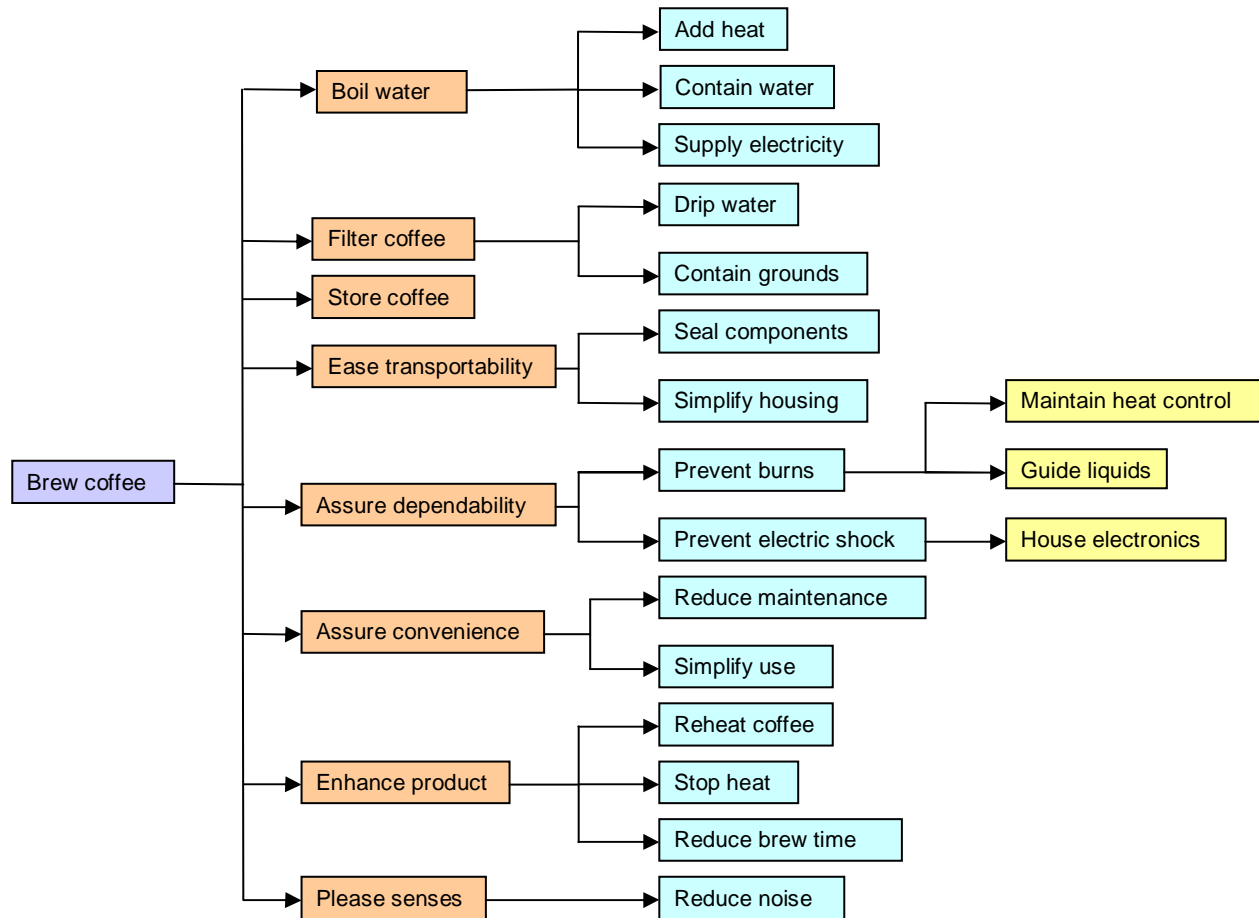 Add heat
Boil water
Contain water
Supply electricity
Drip water
Filter coffee
Contain grounds
Store coffee
Seal components
Ease transportability
Simplify housing
Maintain heat control
Brew coffee
Prevent burns
Guide liquids
Assure dependability
Prevent electric shock
House electronics
Reduce maintenance
Assure convenience
Simplify use
Reheat coffee
Enhance product
Stop heat
Reduce brew time
Please senses
Reduce noise